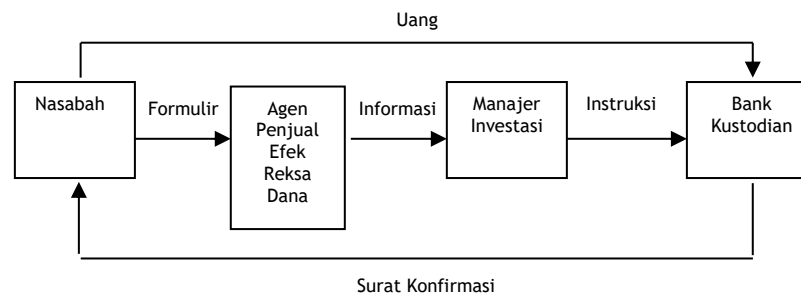 Uang
Nasabah
Formulir
Agen
Penjual
Efek
Reksa
Dana
Informasi
Manajer
Investasi
Instruksi
Bank
Kustodian
Surat Konfirmasi